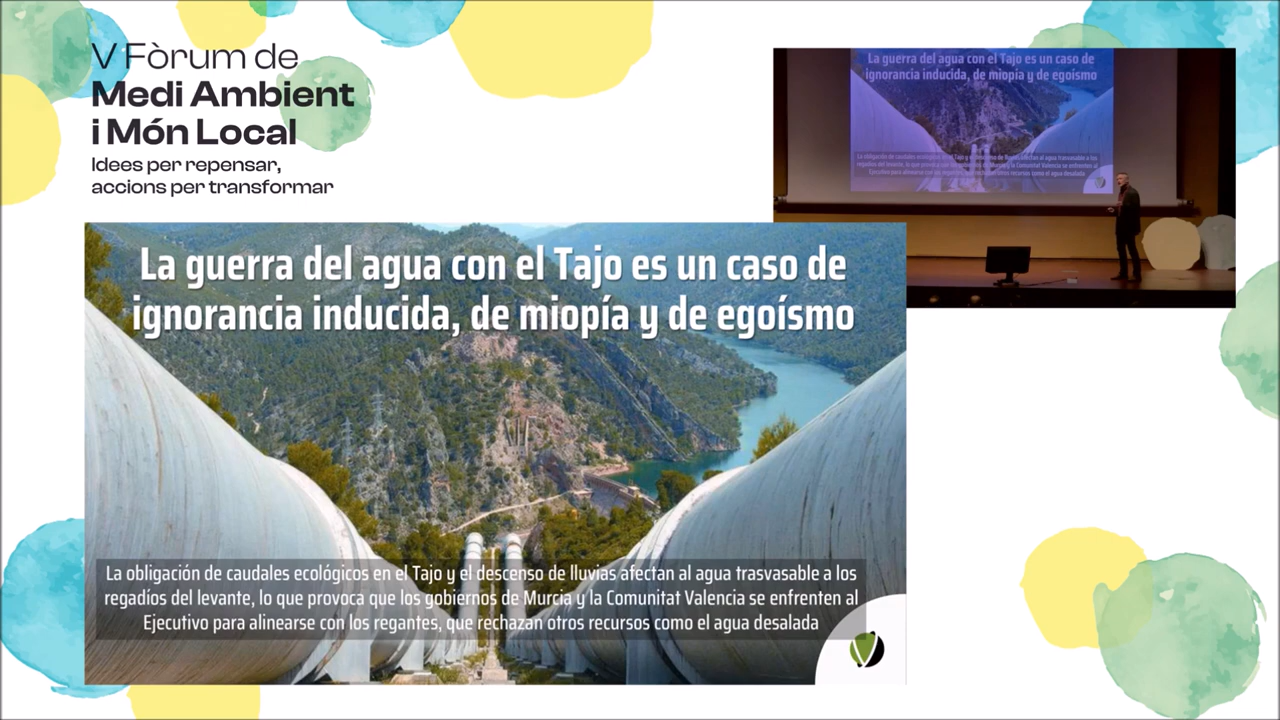 V Fòrum de
Medi Ambient
i Món Local
Idees per repensar,
accions per transformar
La guerra del agua con el Tajo es un caso de
ignorancia inducida, de miopía y de egoísmo
La guerra del agua con el Tajo es un caso de
ignorancia inducida, de miopía y de egoísmo
La obligación de caudales ecológicos en el Tajo y el descenso de lluvias afectan al agua trasvasable a los
regadíos del levante, lo que provoca que los gobiernos de Murcia y la Comunitat Valencia se enfrenten al
Ejecutivo para alinearse con los regantes, que rechazan otros recursos como el agua desalada